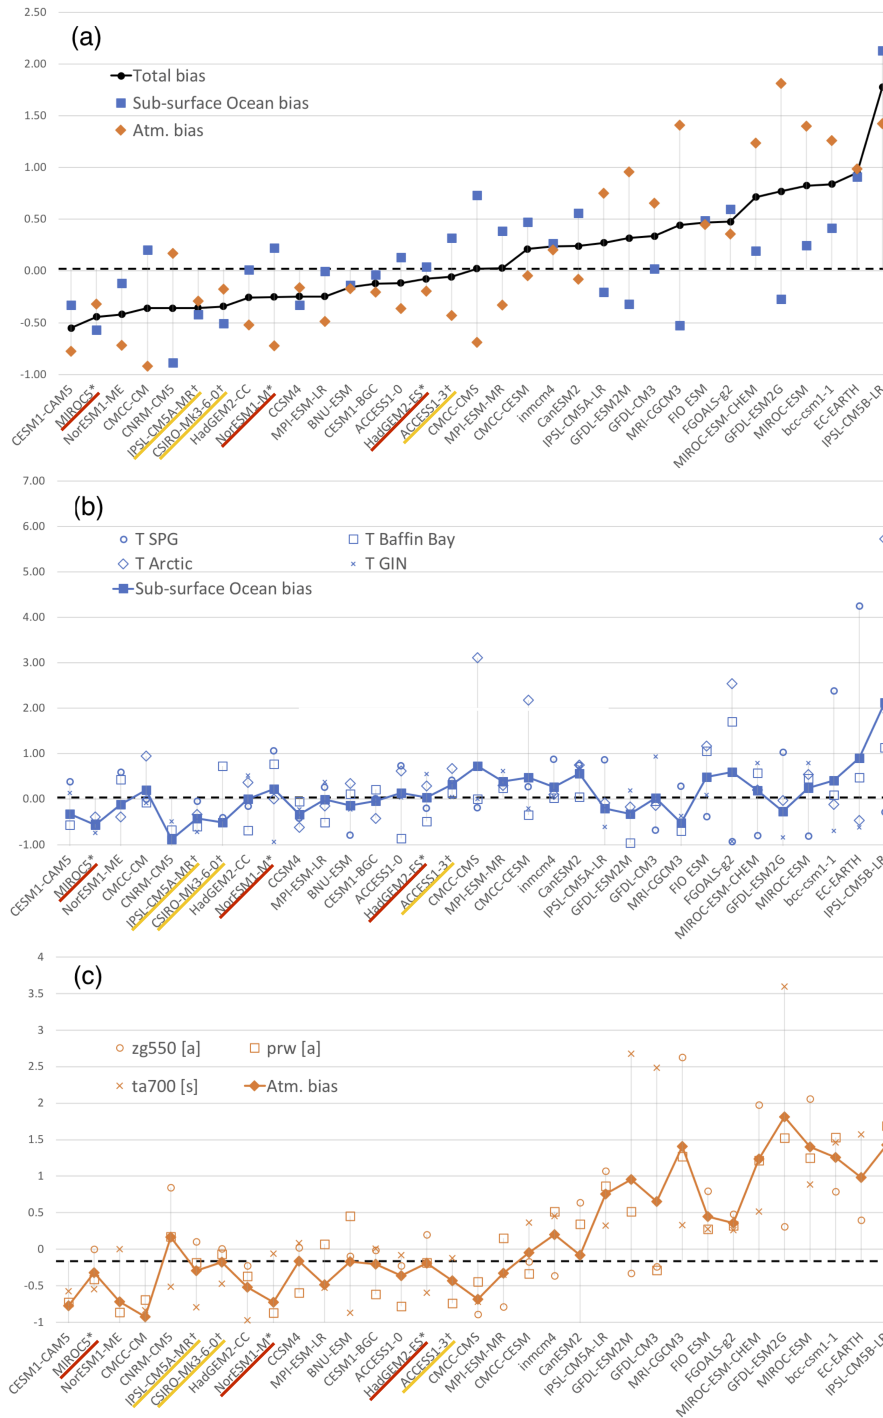 2.50
(a)
2.00
Total bias
Sub-surface Ocean bias
1.50
Atm. bias
1.00
0.50
0.00
-0.50
-1.00
CESM1-CAM5
MIROC5*
NorESM1-ME
CMCC-CM
CNRM-CM5
IPSL-CM5A-MR†
CSIRO-Mk3-6-0†
HadGEM2-CC
NorESM1-M*
CCSM4
MPI-ESM-LR
BNU-ESM
CESM1-BGC
ACCESS1-0
HadGEM2-ES*
ACCESS1-3†
CMCC-CMS
MPI-ESM-MR
CMCC-CESM
inmcm4
CanESM2
IPSL-CM5A-LR
GFDL-ESM2M
GFDL-CM3
MRI-CGCM3
FIO ESM
FGOALS-g2
MIROC-ESM-CHEM
GFDL-ESM2G
MIROC-ESM
bcc-csm1-1
EC-EARTH
IPSL-CM5B-LR
7.00
(b)
6.00
T SPG T Baffin Bay
T Arctic T GIN
5.00
Sub-surface Ocean bias
4.00
3.00
2.00
1.00
0.00
-1.00
CESM1-CAM5
MIROC5*
NorESM1-ME
CMCC-CM
CNRM-CM5
IPSL-CM5A-MR†
CSIRO-Mk3-6-0†
HadGEM2-CC
NorESM1-M*
CCSM4
MPI-ESM-LR
BNU-ESM
CESM1-BGC
ACCESS1-0
HadGEM2-ES*
ACCESS1-3†
CMCC-CMS
MPI-ESM-MR
CMCC-CESM
inmcm4
CanESM2
IPSL-CM5A-LR
GFDL-ESM2M
GFDL-CM3
MRI-CGCM3
FIO ESM
FGOALS-g2
MIROC-ESM-CHEM
GFDL-ESM2G
MIROC-ESM
bcc-csm1-1
EC-EARTH
IPSL-CM5B-LR
4
(c)
3.5
3
zg550 [a] prw [a]
2.5
ta700 [s] Atm. bias
2
1.5
1
0.5
0
-0.5
-1
CESM1-CAM5
MIROC5*
NorESM1-ME
CMCC-CM
CNRM-CM5
IPSL-CM5A-MR†
CSIRO-Mk3-6-0†
HadGEM2-CC
NorESM1-M*
CCSM4
MPI-ESM-LR
BNU-ESM
CESM1-BGC
ACCESS1-0
HadGEM2-ES*
ACCESS1-3†
CMCC-CMS
MPI-ESM-MR
CMCC-CESM
inmcm4
CanESM2
IPSL-CM5A-LR
GFDL-ESM2M
GFDL-CM3
MRI-CGCM3
FIO ESM
FGOALS-g2
MIROC-ESM-CHEM
GFDL-ESM2G
MIROC-ESM
bcc-csm1-1
EC-EARTH
IPSL-CM5B-LR